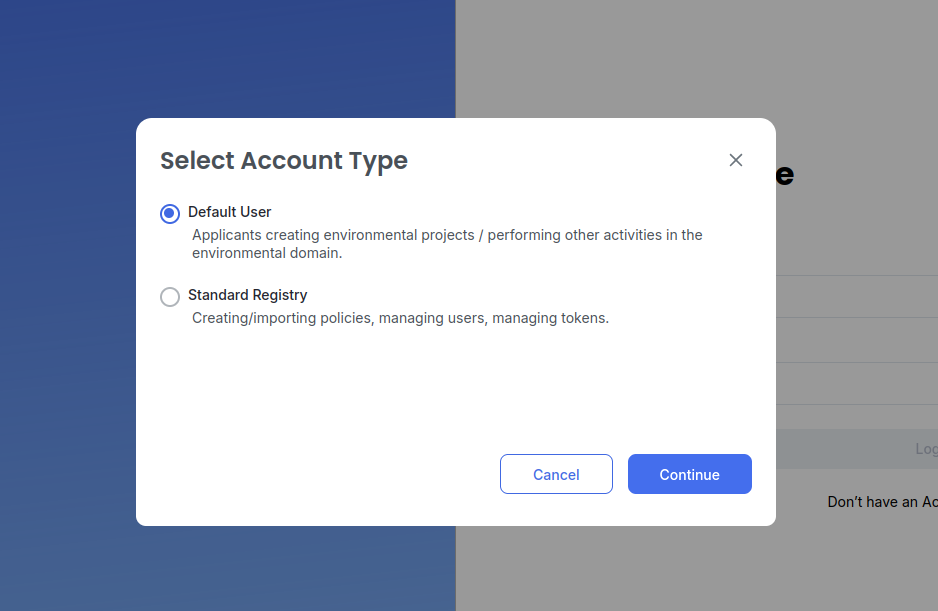 Select Account Type
Default User
Applicants creating environmental projects / performing other activities in the
environmental domain.
Standard Registry
Creating/importing policies, managing users, managing tokens.
Cancel
Continue
e
Log
Don't have an Ac